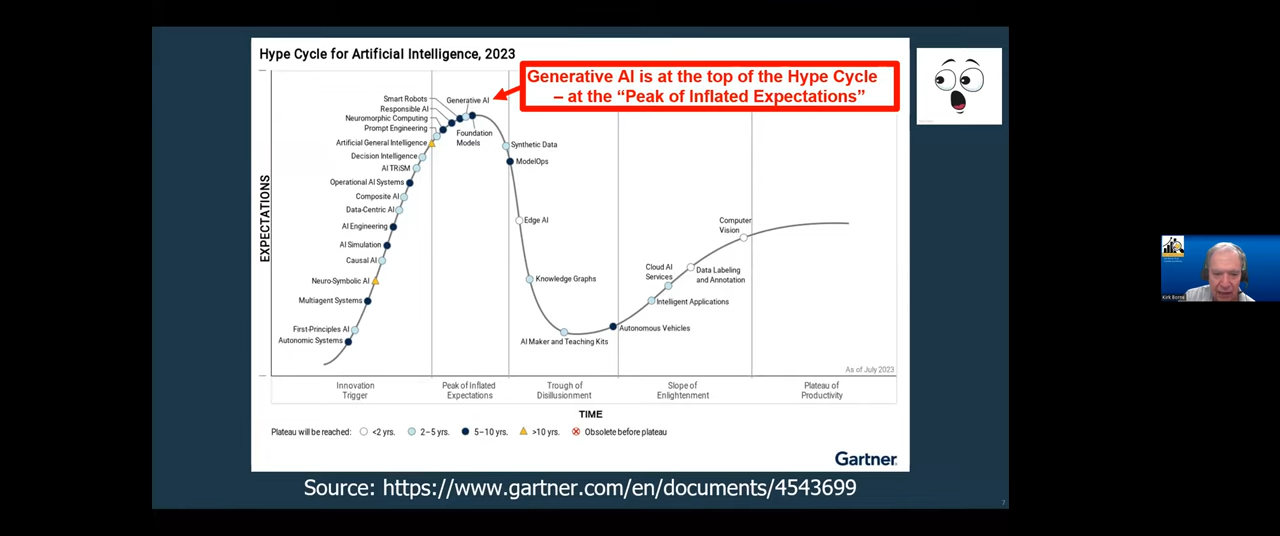 Hype Cycle for Artificial Intelligence, 2023
Generative AI is at the top of the Hype Cycle
– at the “Peak of Inflated Expectations”
EXPECTATIONS
Smart Robots
Responsible AI
Neuromorphic Computing
Prompt Engineering
Artificial General Intelligence
Decision Intelligence
AI TRiSM
Operational AI Systems
Composite AI
Data-Centric AI
AI Engineering
AI Simulation
Causal AI
Neuro-Symbolic AI
Multiagent Systems
First-Principles AI
Autonomic Systems
Generative AI
Foundation
Models
Synthetic Data
ModelOps
Edge AI
Knowledge Graphs
AI Maker and Teaching Kits
Autonomous Vehicles
Intelligent Applications
Cloud AI
Services
Data Labeling
and Annotation
Computer
Vision
As of July 2023
Innovation
Trigger
Peak of Inflated
Expectations
Trough of
Disillusionment
Slope of
Enlightenment
Plateau of
Productivity
TIME
Plateau will be reached: <2 yrs. 2–5 yrs. 5–10 yrs. >10 yrs. Obsolete before plateau
Gartner
Source: https://www.gartner.com/en/documents/4543699
7
Kirk Borne